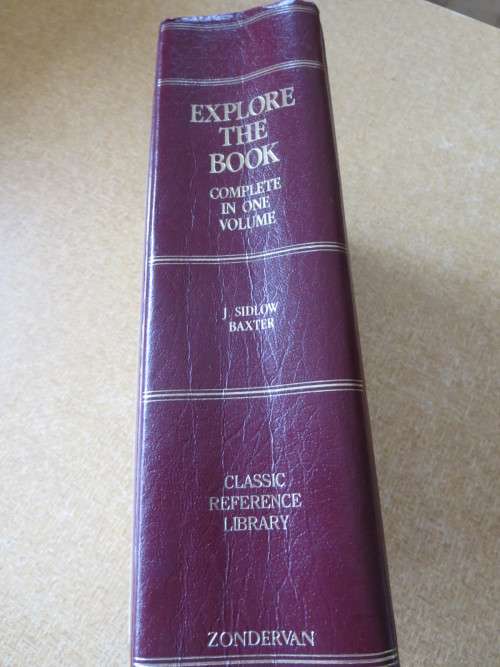 EXPLORE
THE
BOOK
COMPLETE
IN ONE
VOLUME
J. SIDLOW
BAXTER
CLASSIC
REFERENCE
LIBRARY
ZONDERVAN